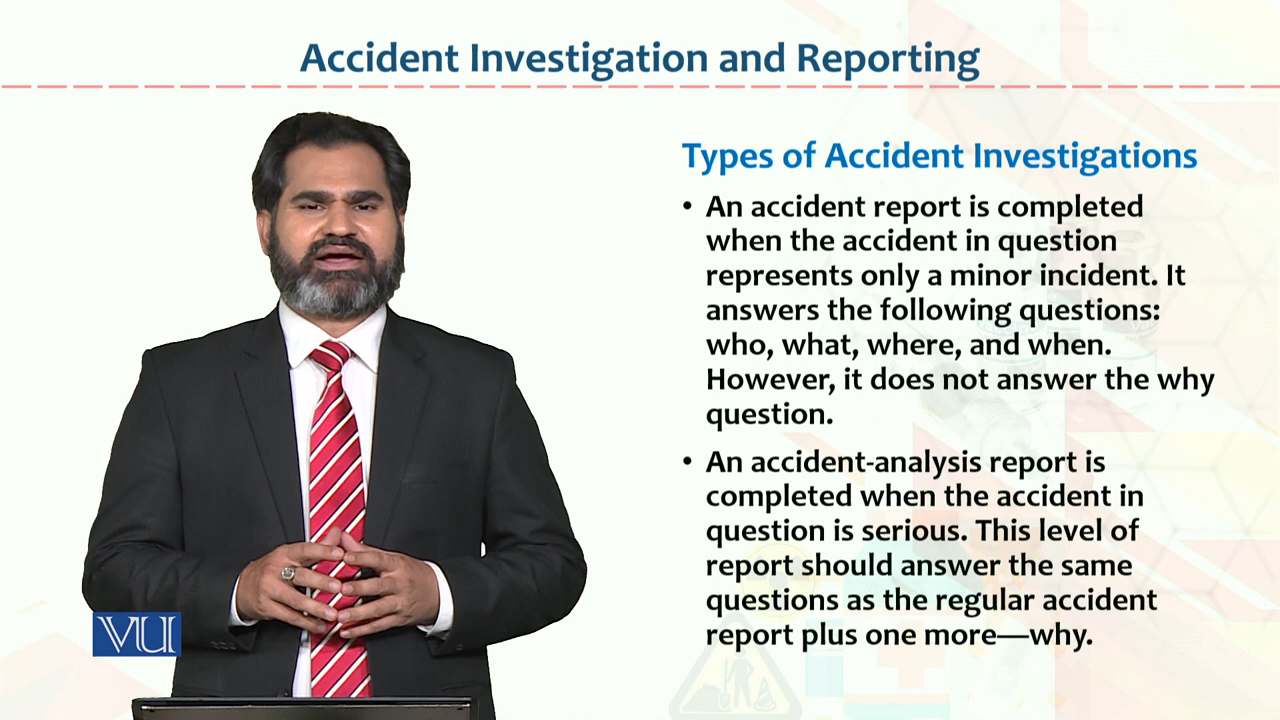 Accident Investigation and Reporting
Types of Accident Investigations
• An accident report is completed
when the accident in question
represents only a minor incident. It
answers the following questions:
who, what, where, and when.
However, it does not answer the why
question.
• An accident-analysis report is
completed when the accident in
question is serious. This level of
report should answer the same
questions as the regular accident
report plus one more—why.
VU